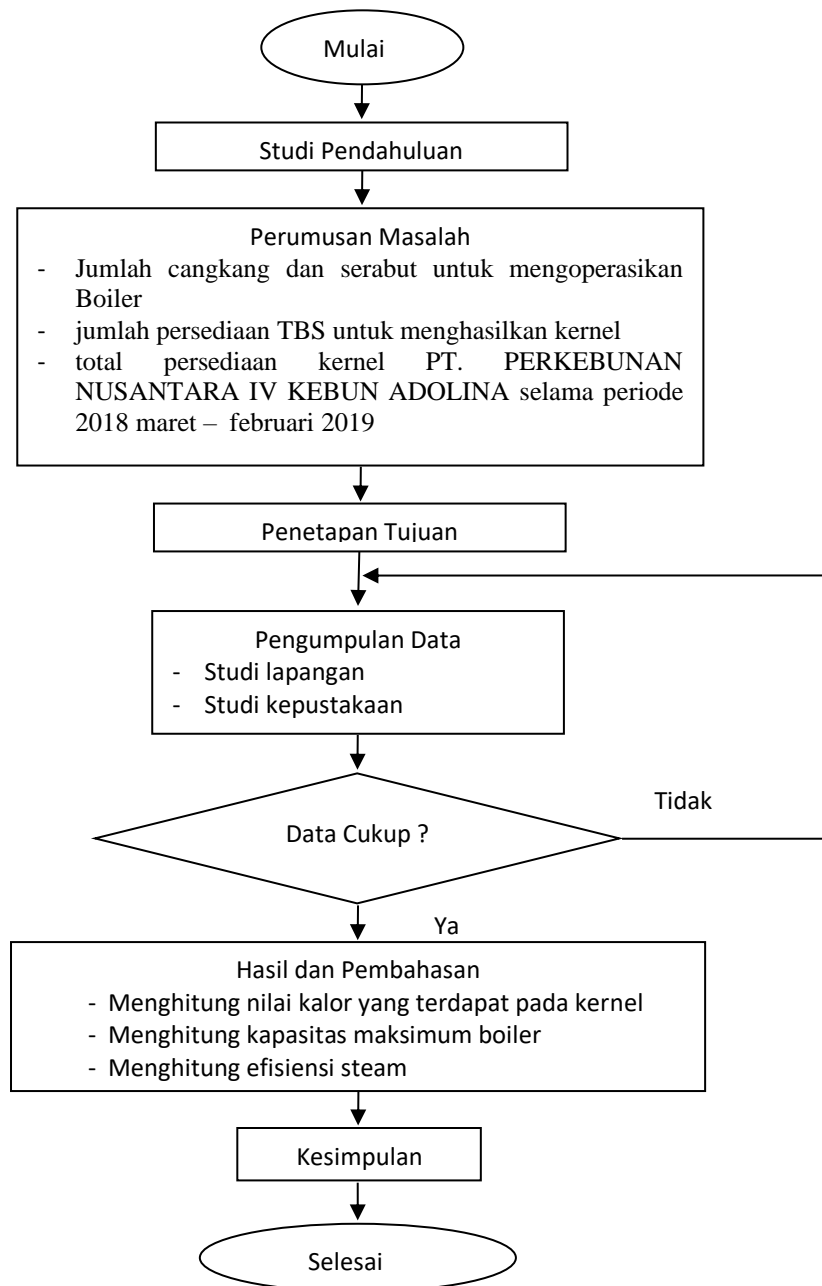 Mulai
Studi Pendahuluan
Perumusan Masalah
- Jumlah cangkang dan serabut untuk mengoperasikan
Boiler
- jumlah persediaan TBS untuk menghasilkan kernel
- total persediaan kernel PT. PERKEBUNAN
NUSANTARA IV KEBUN ADOLINA selama periode
2018 maret – februari 2019
Penetapan Tujuan
Pengumpulan Data
- Studi lapangan
- Studi kepustakaan
Tidak
Data Cukup ?
Ya
Hasil dan Pembahasan
- Menghitung nilai kalor yang terdapat pada kernel
- Menghitung kapasitas maksimum boiler
- Menghitung efisiensi steam
Kesimpulan
Selesai